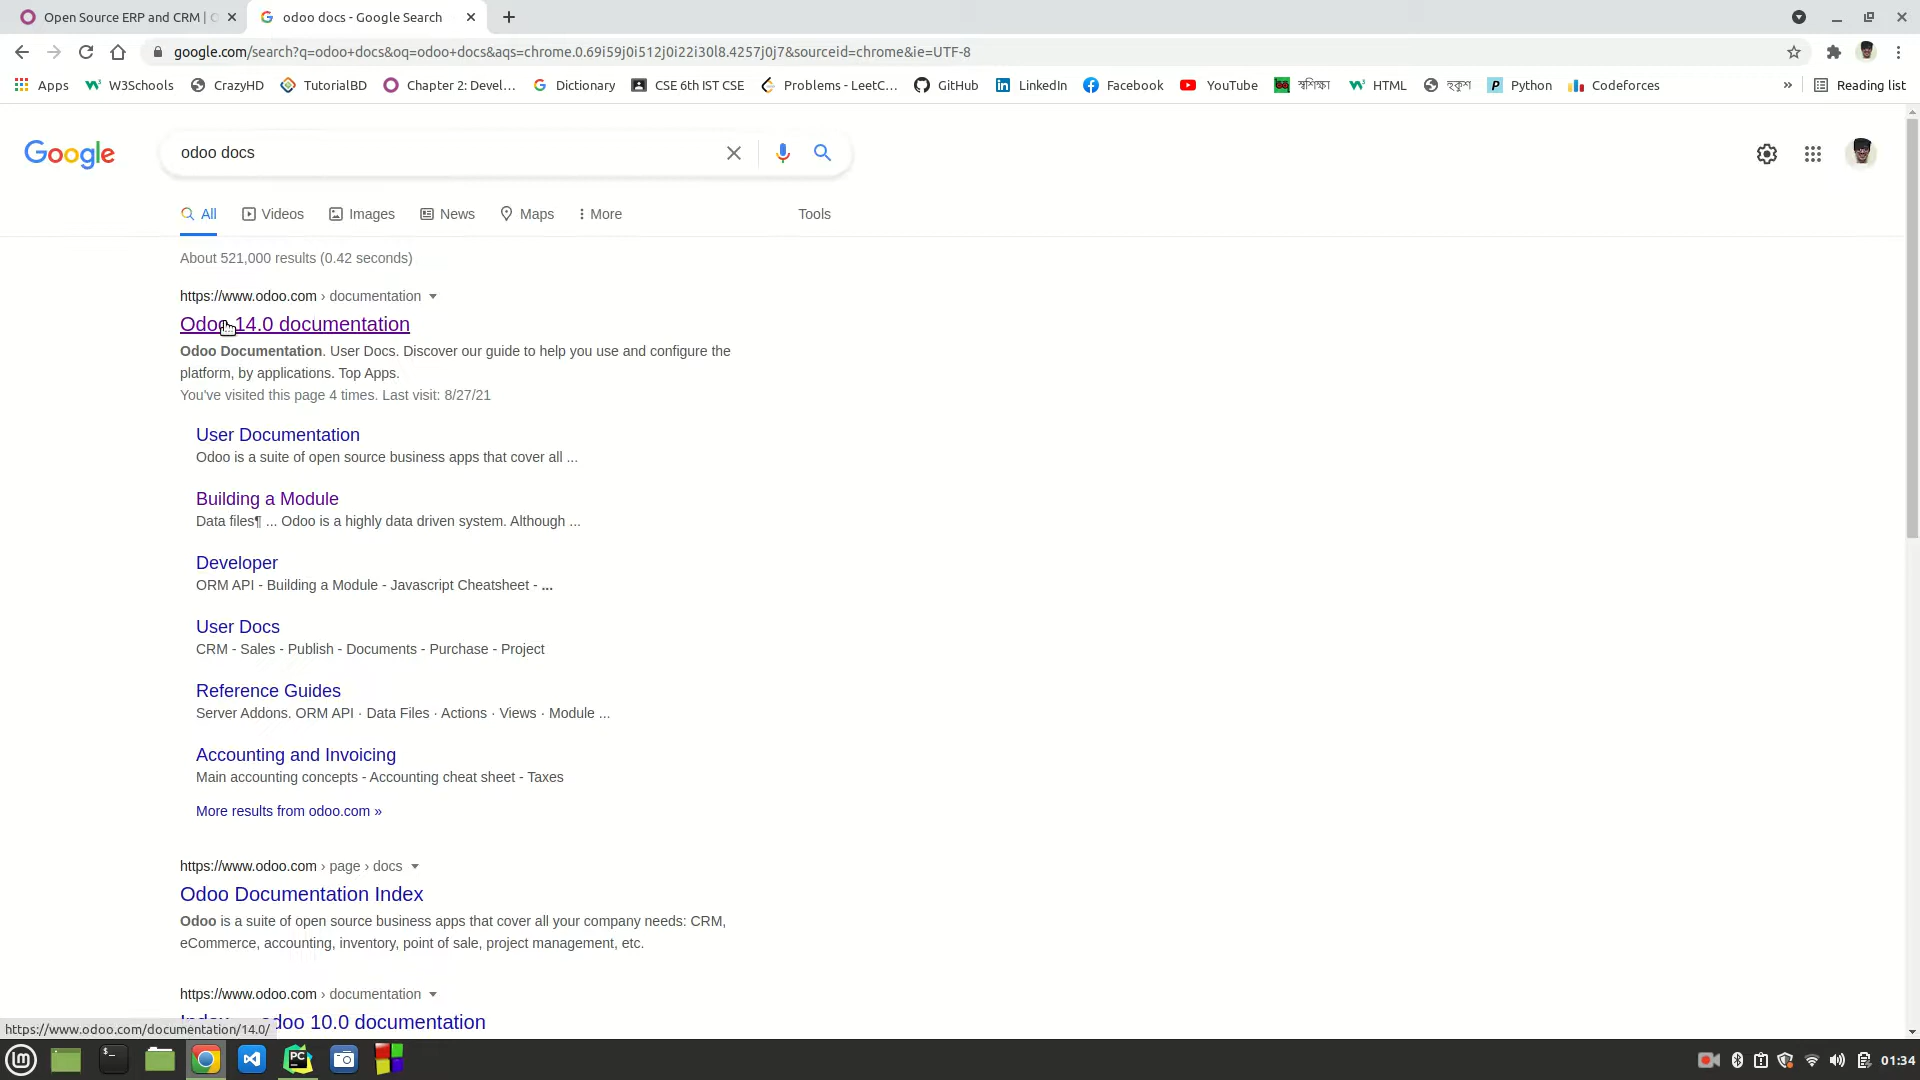 Open Source ERP and CRM | O
odoo docs - Google Search
google.com/search?q=odoo+docs&oq=odoo+docs&aqs=chrome.0.69i59j0i512j0i22i30l8.4257j0j7&sourceid=chrome&ie=UTF-8
Apps W3Schools CrazyHD TutorialBD Chapter 2: Devel... Dictionary CSE 6th IST CSE Problems - LeetC... GitHub LinkedIn Facebook YouTube স্বশিক্ষা HTML হুকুশ Python Codeforces » Reading list
Google
odoo docs
All Videos Images News Maps More Tools
About 521,000 results (0.42 seconds)
https://www.odoo.com › documentation
Odoo 14.0 documentation
Odoo Documentation. User Docs. Discover our guide to help you use and configure the
platform, by applications. Top Apps.
You've visited this page 4 times. Last visit: 8/27/21
User Documentation
Odoo is a suite of open source business apps that cover all ...
Building a Module
Data files¶ ... Odoo is a highly data driven system. Although ...
Developer
ORM API - Building a Module - Javascript Cheatsheet - ...
User Docs
CRM - Sales - Publish - Documents - Purchase - Project
Reference Guides
Server Addons. ORM API · Data Files · Actions · Views · Module ...
Accounting and Invoicing
Main accounting concepts - Accounting cheat sheet - Taxes
More results from odoo.com »
https://www.odoo.com › page › docs
Odoo Documentation Index
Odoo is a suite of open source business apps that cover all your company needs: CRM,
eCommerce, accounting, inventory, point of sale, project management, etc.
https://www.odoo.com › documentation
odoo 10.0 documentation
https://www.odoo.com/documentation/14.0/
01:34